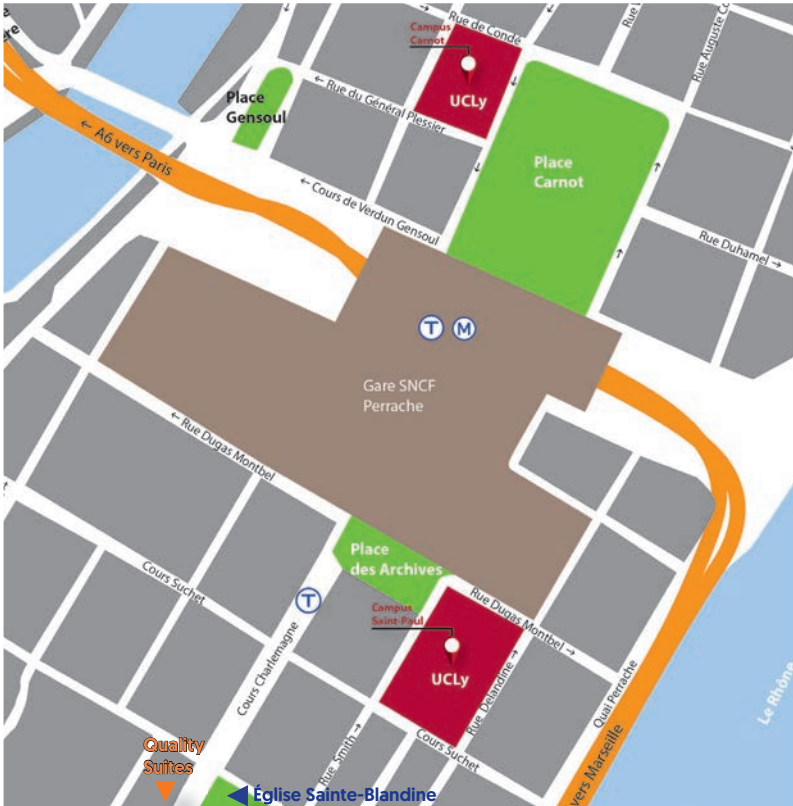 Campus
Carnot
Rue de Condé
UCLy
Rue Auguste Co
Place
Gensoul
← Rue du Général Plessier
← A6 vers Paris
Place
Carnot
← Cours de Verdun Gensoul
Rue Duhamel →
T M
Gare SNCF
Perrache
← Rue Dugas Montbel
Place
des Archives
Cours Suchet
T
Rue Dugas Montbel →
Campus
Saint-Paul
UCLy
Cours Charlemagne
Rue Delandine →
Quai Perrache
Le Rhône
Rue Smith →
Cours Suchet
vers Marseille
Quality
Suites
Église Sainte-Blandine